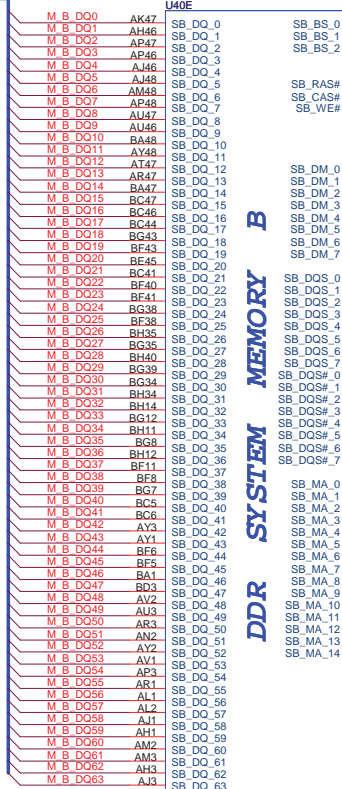 U40E
M_B_DQ0 AK47 SB_DQ_0 SB_BS_0
M_B_DQ1 AH46 SB_DQ_1 SB_BS_1
M_B_DQ2 AP47 SB_DQ_2 SB_BS_2
M_B_DQ3 AP46 SB_DQ_3
M_B_DQ4 AJ46 SB_DQ_4
M_B_DQ5 AJ48 SB_DQ_5 SB_RAS#
M_B_DQ6 AM48 SB_DQ_6 SB_CAS#
M_B_DQ7 AP48 SB_DQ_7 SB_WE#
M_B_DQ8 AU47 SB_DQ_8
M_B_DQ9 AU46 SB_DQ_9
M_B_DQ10 BA48 SB_DQ_10
M_B_DQ11 AY48 SB_DQ_11
M_B_DQ12 AT47 SB_DQ_12 SB_DM_0
M_B_DQ13 AR47 SB_DQ_13 SB_DM_1
M_B_DQ14 BA47 SB_DQ_14 SB_DM_2
M_B_DQ15 BC47 SB_DQ_15 SB_DM_3
M_B_DQ16 BC46 SB_DQ_16 SB_DM_4
M_B_DQ17 BC44 SB_DQ_17 SB_DM_5
M_B_DQ18 BG43 SB_DQ_18 SB_DM_6
M_B_DQ19 BF43 SB_DQ_19 SB_DM_7
M_B_DQ20 BE45 SB_DQ_20
M_B_DQ21 BC41 SB_DQ_21 SB_DQS_0
M_B_DQ22 BF40 SB_DQ_22 SB_DQS_1
M_B_DQ23 BF41 SB_DQ_23 SB_DQS_2
M_B_DQ24 BG38 SB_DQ_24 SB_DQS_3
M_B_DQ25 BF38 SB_DQ_25 SB_DQS_4
M_B_DQ26 BH35 SB_DQ_26 SB_DQS_5
M_B_DQ27 BG35 SB_DQ_27 SB_DQS_6
M_B_DQ28 BH40 SB_DQ_28 SB_DQS_7
M_B_DQ29 BG39 SB_DQ_29 SB_DQS#_0
M_B_DQ30 BG34 SB_DQ_30 SB_DQS#_1
M_B_DQ31 BH34 SB_DQ_31 SB_DQS#_2
M_B_DQ32 BH14 SB_DQ_32 SB_DQS#_3
M_B_DQ33 BG12 SB_DQ_33 SB_DQS#_4
M_B_DQ34 BH11 SB_DQ_34 SB_DQS#_5
M_B_DQ35 BG8 SB_DQ_35 SB_DQS#_6
M_B_DQ36 BH12 SB_DQ_36 SB_DQS#_7
M_B_DQ37 BF11 SB_DQ_37
M_B_DQ38 BF8 SB_DQ_38 SB_MA_0
M_B_DQ39 BG7 SB_DQ_39 SB_MA_1
M_B_DQ40 BC5 SB_DQ_40 SB_MA_2
M_B_DQ41 BC6 SB_DQ_41 SB_MA_3
M_B_DQ42 AY3 SB_DQ_42 SB_MA_4
M_B_DQ43 AY1 SB_DQ_43 SB_MA_5
M_B_DQ44 BF6 SB_DQ_44 SB_MA_6
M_B_DQ45 BF5 SB_DQ_45 SB_MA_7
M_B_DQ46 BA1 SB_DQ_46 SB_MA_8
M_B_DQ47 BD3 SB_DQ_47 SB_MA_9
M_B_DQ48 AV2 SB_DQ_48 SB_MA_10
M_B_DQ49 AU3 SB_DQ_49 SB_MA_11
M_B_DQ50 AR3 SB_DQ_50 SB_MA_12
M_B_DQ51 AN2 SB_DQ_51 SB_MA_13
M_B_DQ52 AY2 SB_DQ_52 SB_MA_14
M_B_DQ53 AV1 SB_DQ_53
M_B_DQ54 AP3 SB_DQ_54
M_B_DQ55 AR1 SB_DQ_55
M_B_DQ56 AL1 SB_DQ_56
M_B_DQ57 AL2 SB_DQ_57
M_B_DQ58 AJ1 SB_DQ_58
M_B_DQ59 AH1 SB_DQ_59
M_B_DQ60 AM2 SB_DQ_60
M_B_DQ61 AM3 SB_DQ_61
M_B_DQ62 AH3 SB_DQ_62
M_B_DQ63 AJ3 SB_DQ_63
DDR SYSTEM MEMORY B